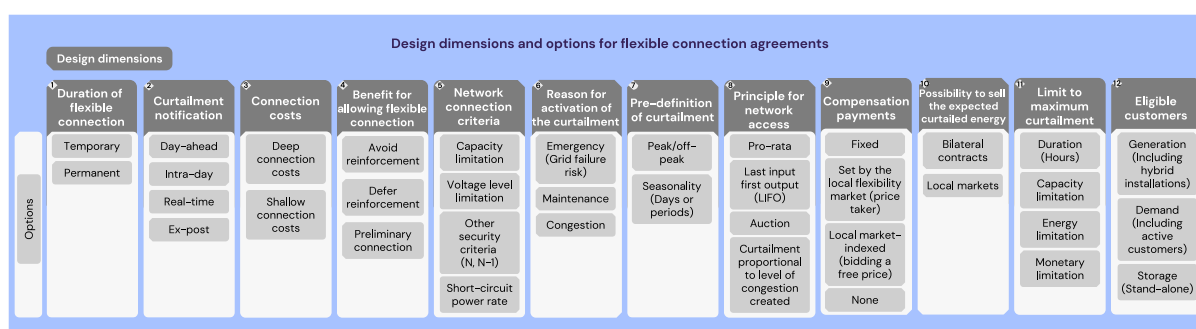 Design dimensions and options for flexible connection agreements
Design dimensions
1
Duration of
flexible
connection
Temporary
Permanent
2
Curtailment
notification
Day-ahead
Intra-day
Real-time
Ex-post
3
Connection
costs
Deep
connection
costs
Shallow
connection
costs
4
Benefit for
allowing flexible
connection
Avoid
reinforcement
Defer
reinforcement
Preliminary
connection
5
Network
connection
criteria
Capacity
limitation
Voltage level
limitation
Other
security
criteria
(N, N-1)
Short-circuit
power rate
6
Reason for
activation of
the curtailment
Emergency
(Grid failure
risk)
Maintenance
Congestion
7
Pre-definition
of curtailment
Peak/off-
peak
Seasonality
(Days or
periods)
8
Principle for
network
access
Pro-rata
Last input
first output
(LIFO)
Auction
Curtailment
proportional
to level of
congestion
created
9
Compensation
payments
Fixed
Set by the
local flexibility
market (price
taker)
Local market-
indexed
(bidding a
free price)
None
10
Possibility to sell
the expected
curtailed energy
Bilateral
contracts
Local markets
11
Limit to
maximum
curtailment
Duration
(Hours)
Capacity
limitation
Energy
limitation
Monetary
limitation
12
Eligible
customers
Generation
(Including
hybrid
installations)
Demand
(Including
active
customers)
Storage
(Stand-alone)
Options